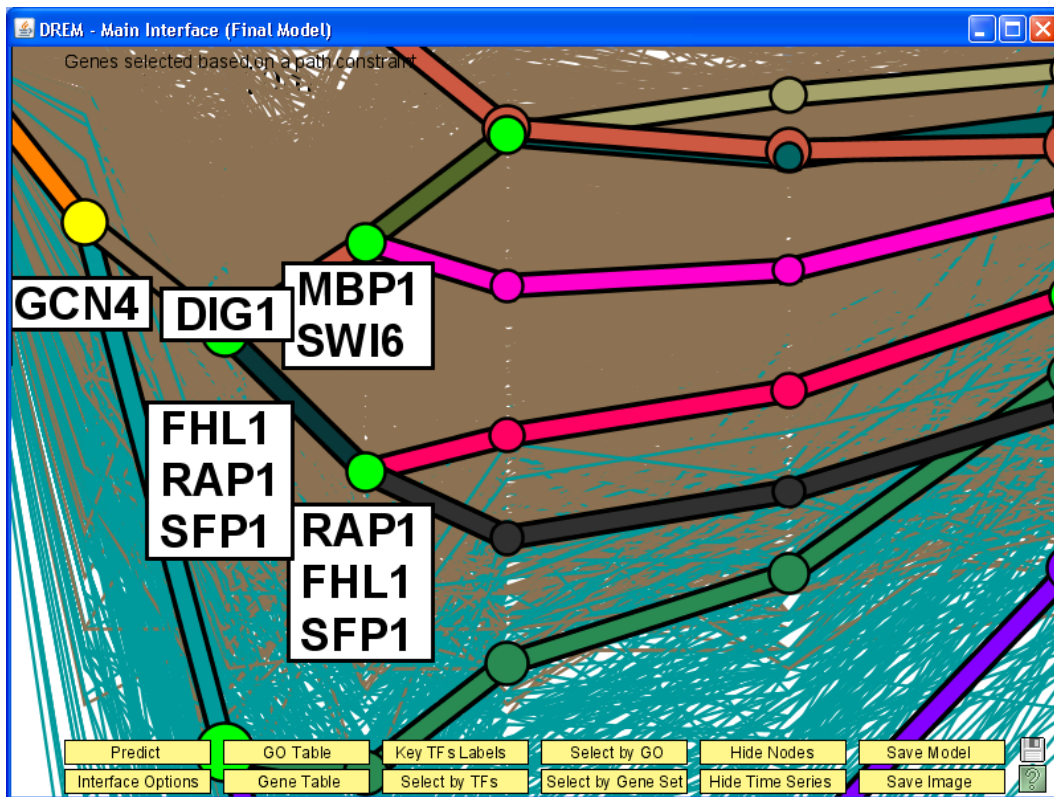 DREM - Main Interface (Final Model)
Genes selected based on a path constraint
GCN4
DIG1
MBP1
SWI6
FHL1
RAP1
SFP1
RAP1
FHL1
SFP1
Predict
GO Table
Key TFs Labels
Select by GO
Hide Nodes
Save Model
Interface Options
Gene Table
Select by TFs
Select by Gene Set
Hide Time Series
Save Image
?